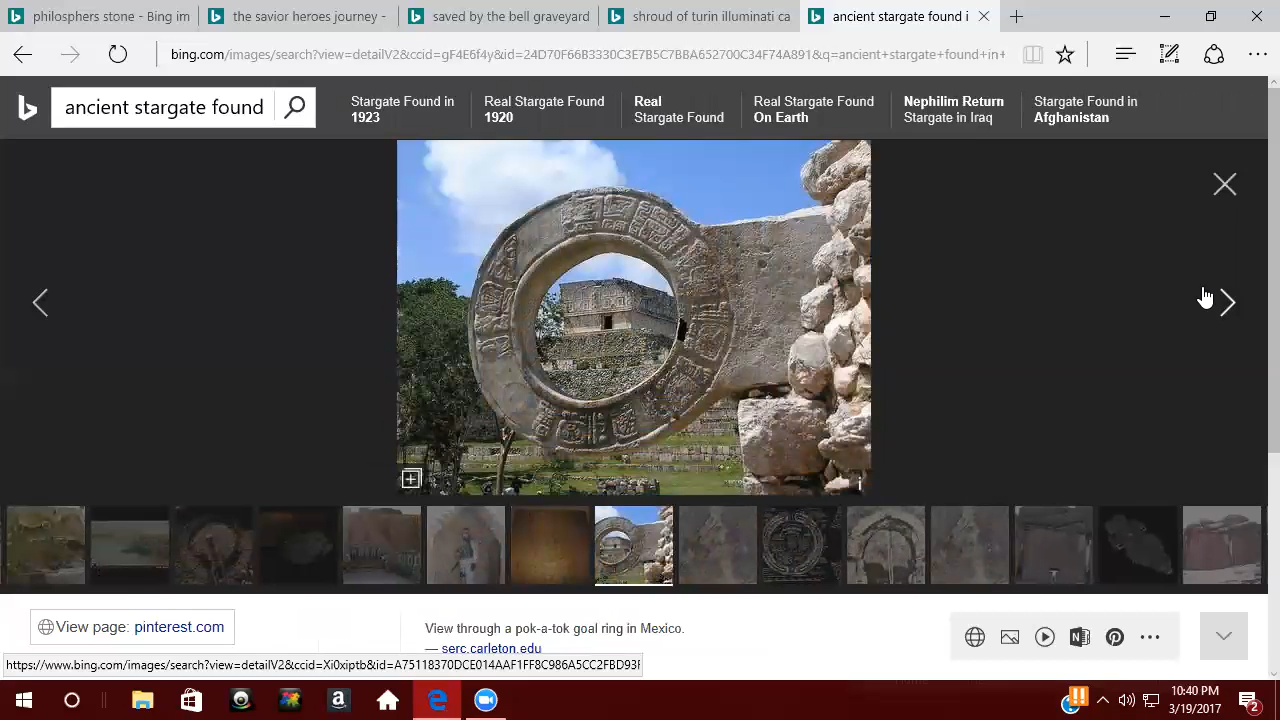 philosophers stone - Bing im
the savior heroes journey -
saved by the bell graveyard
shroud of turin illuminati ca
ancient stargate found i
bing.com/images/search?view=detailV2&ccid=gF4E6f4y&id=24D70F66B3330C3E7B5C7BBA652700C34F74A891&q=ancient+stargate+found+in+
ancient stargate found
Stargate Found in
1923
Real Stargate Found
1920
Real
Stargate Found
Real Stargate Found
On Earth
Nephilim Return
Stargate in Iraq
Stargate Found in
Afghanistan
View page: pinterest.com
View through a pok-a-tok goal ring in Mexico.
— serc.carleton.edu
https://www.bing.com/images/search?view=detailV2&ccid=Xi0xiptb&id=A75118370DCE014AAF1FF8C986A5CC2FBD93F
10:40 PM
3/19/2017
2